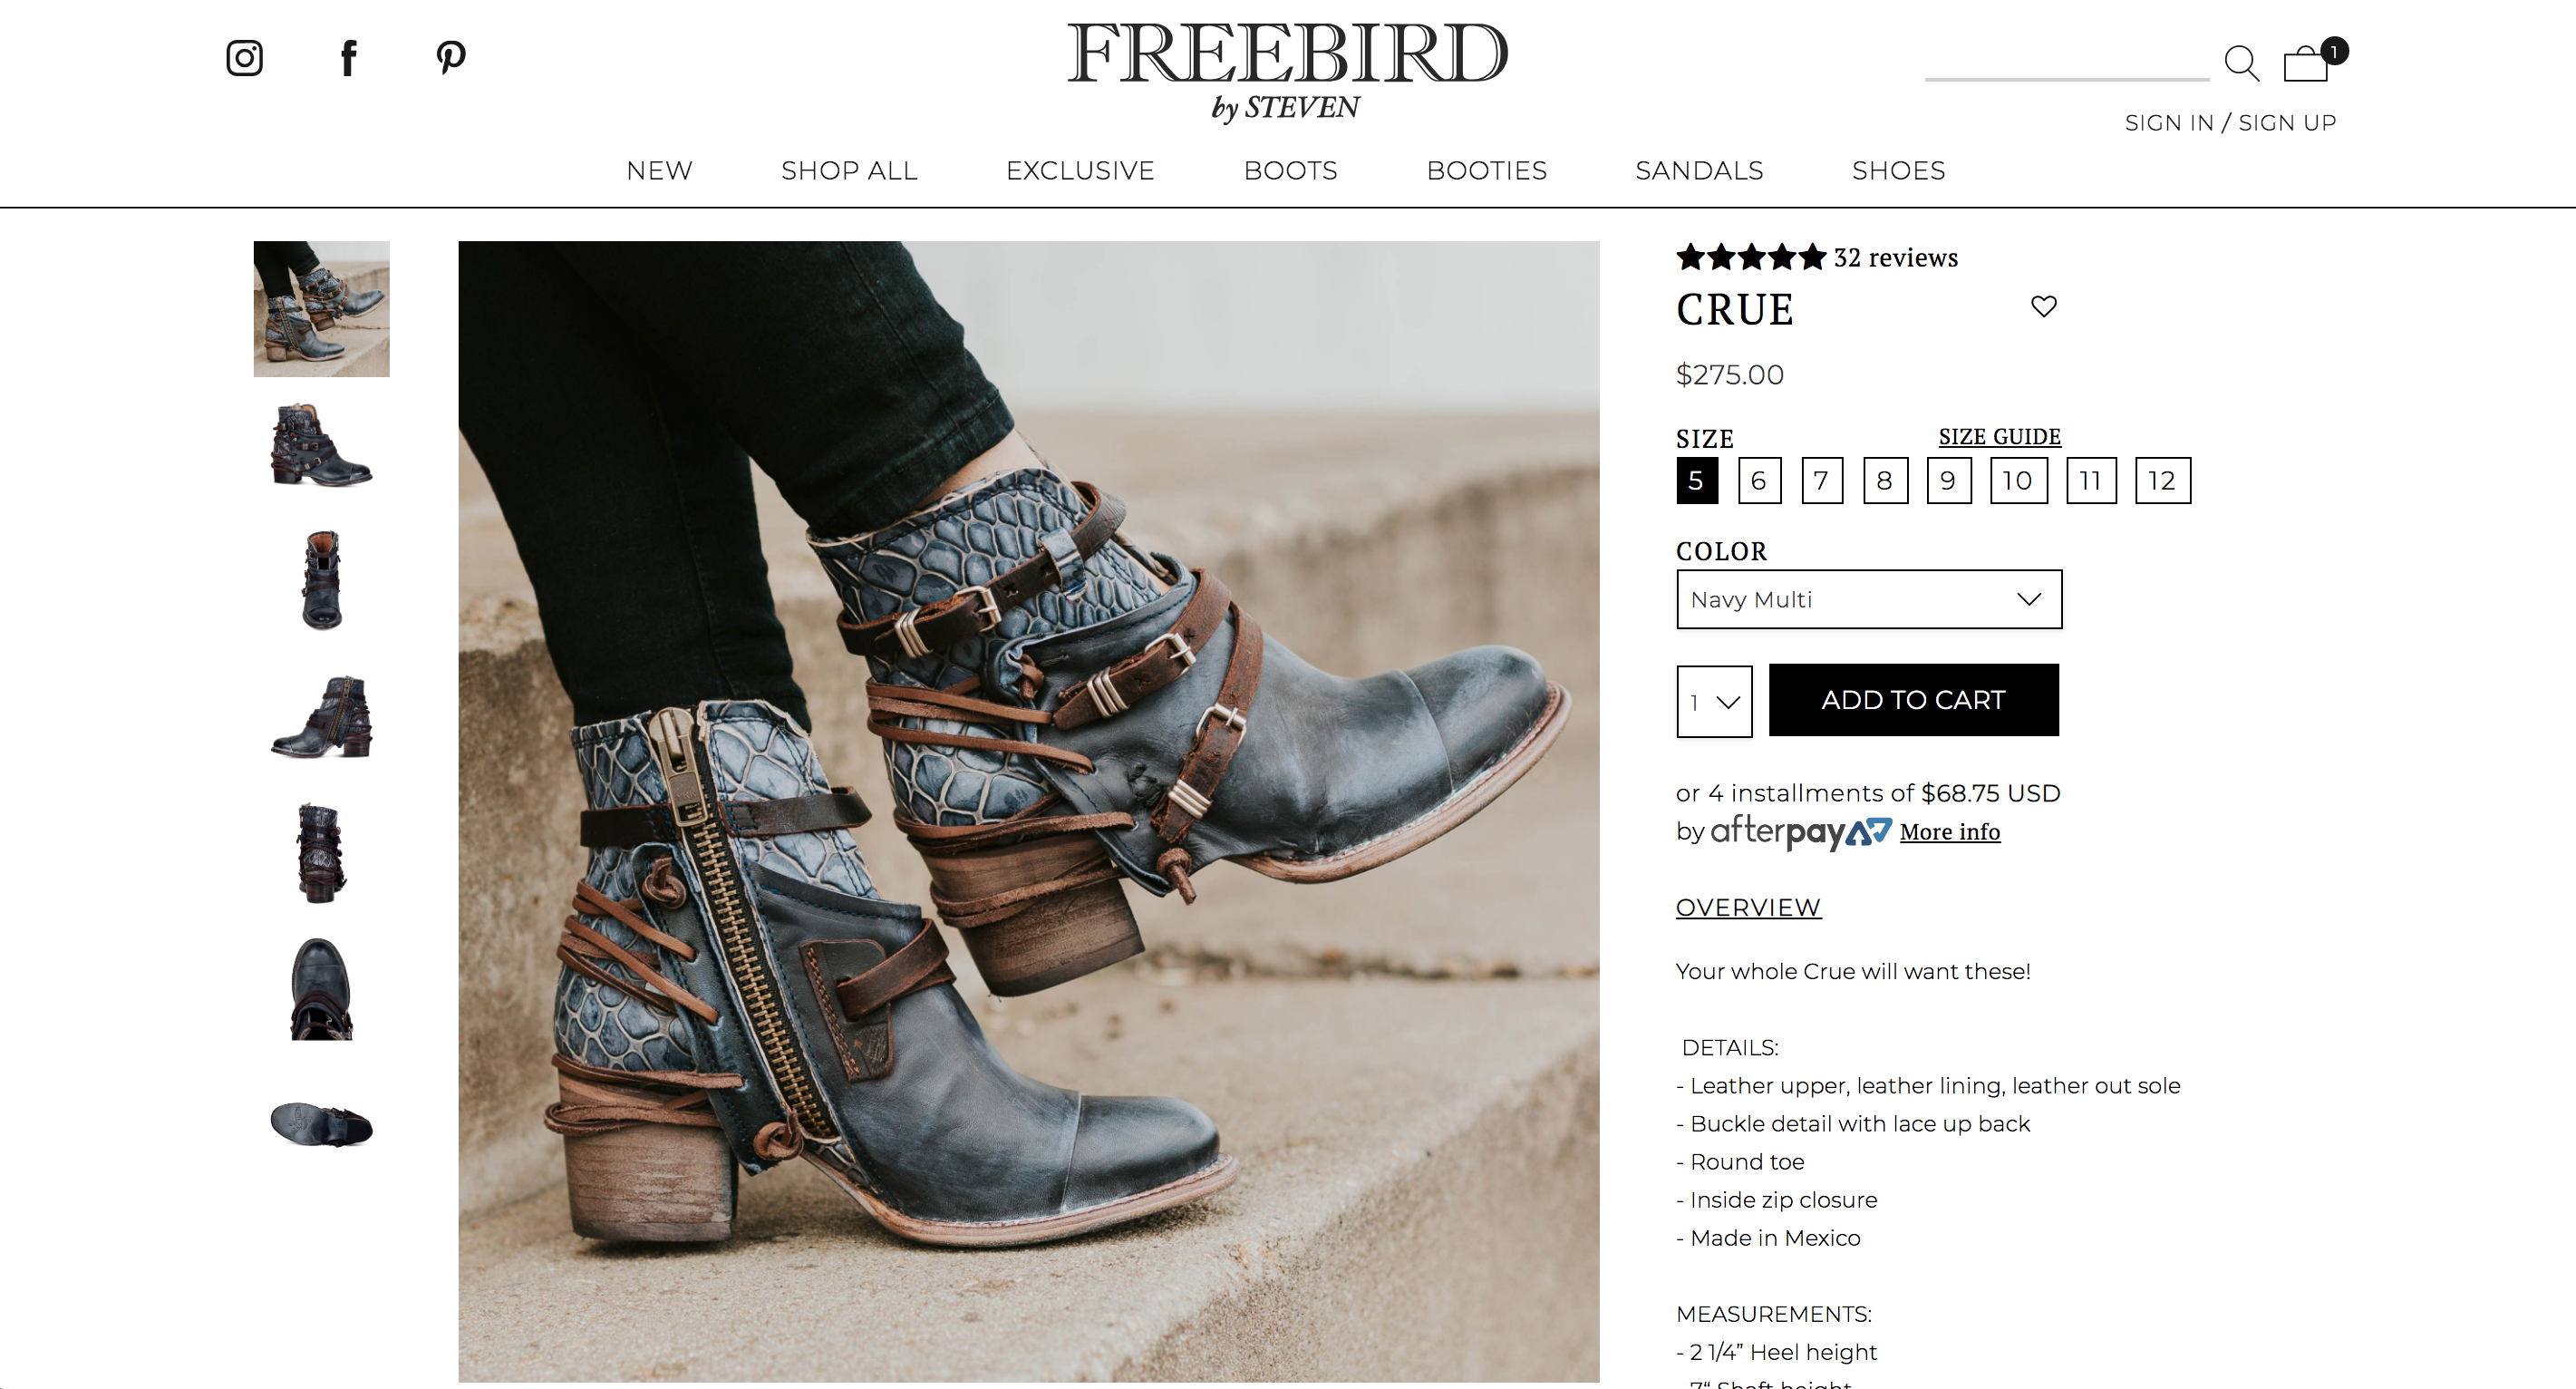 FREEBIRD
by STEVEN
1
SIGN IN / SIGN UP
NEW SHOP ALL EXCLUSIVE BOOTS BOOTIES SANDALS SHOES
32 reviews
CRUE
$275.00
SIZE SIZE GUIDE
5 6 7 8 9 10 11 12
COLOR
Navy Multi
1 ADD TO CART
or 4 installments of $68.75 USD
by afterpay More info
OVERVIEW
Your whole Crue will want these!
DETAILS:
- Leather upper, leather lining, leather out sole
- Buckle detail with lace up back
- Round toe
- Inside zip closure
- Made in Mexico
MEASUREMENTS:
- 2 1/4” Heel height
- 7“ Shaft height